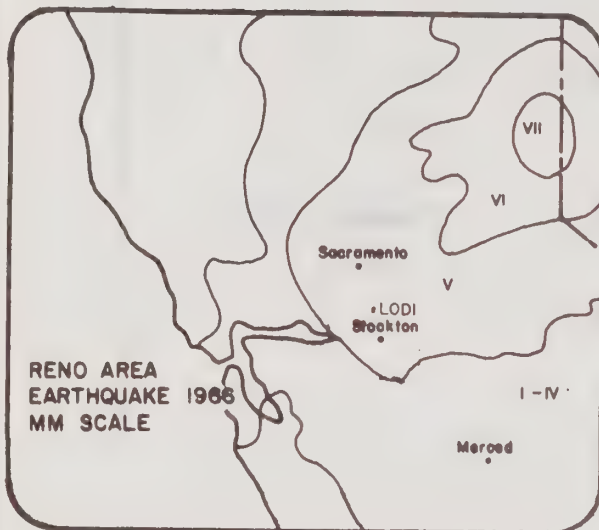 VII
VI
Sacramento
V
LODI
Stockton
RENO AREA
EARTHQUAKE 1966
MM SCALE
I-IV
Merced